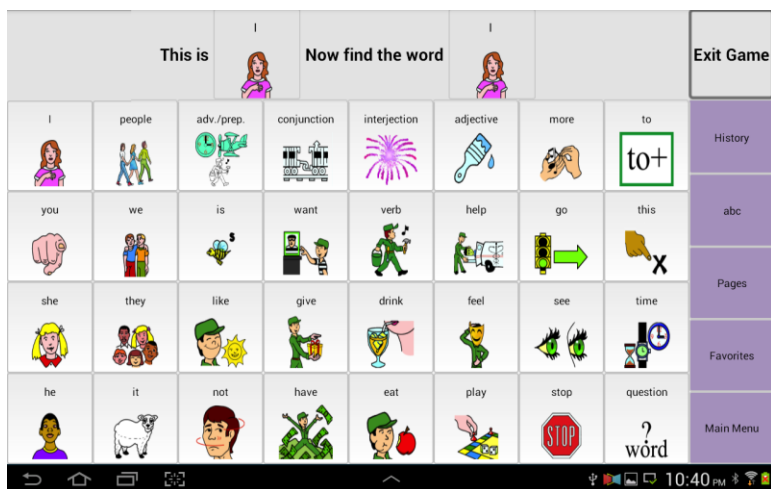 I
I
This is
Now find the word
Exit Game
I
people
adv./prep.
conjunction
interjection
adjective
more
to
to+
History
you
we
is
want
verb
help
go
this
abc
s
X
Pages
she
they
like
give
drink
feel
see
time
Favorites
he
it
not
have
eat
play
stop
question
STOP
?
word
Main Menu
10:40 PM